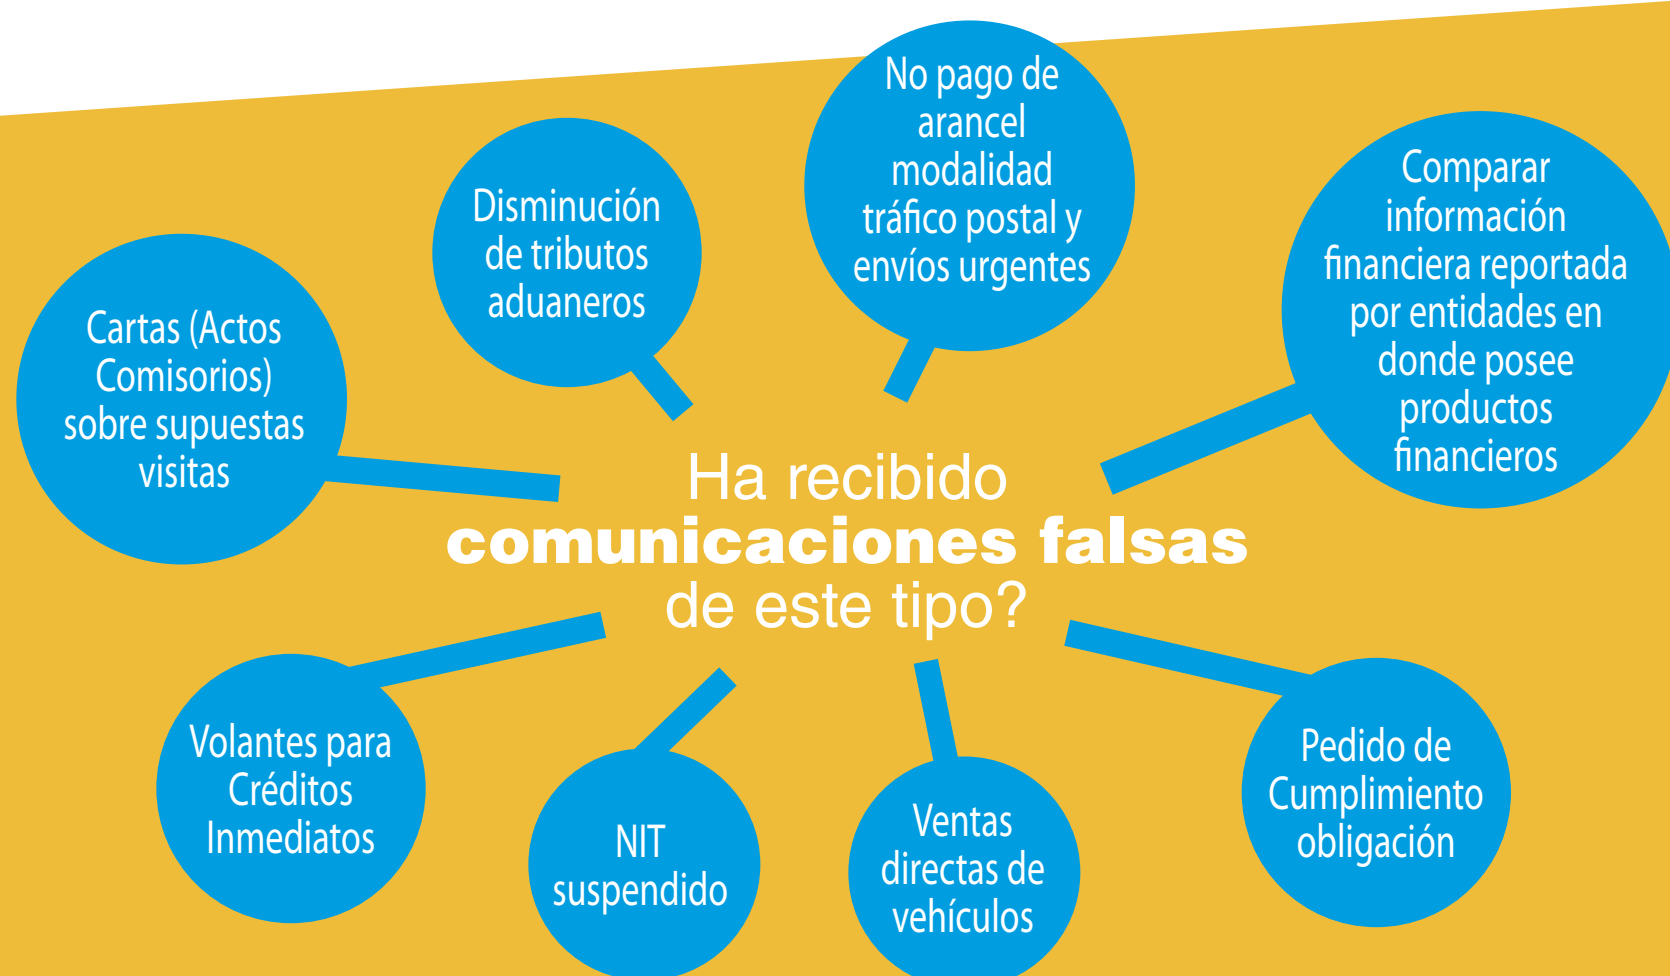 No pago de
arancel
modalidad
tráfico postal y
envíos urgentes
Comparar
información
financiera reportada
por entidades en
donde posee
productos
financieros
Disminución
de tributos
aduaneros
Cartas (Actos
Comisorios)
sobre supuestas
visitas
Ha recibido
comunicaciones falsas
de este tipo?
Volantes para
Créditos
Inmediatos
NIT
suspendido
Ventas
directas de
vehículos
Pedido de
Cumplimiento
obligación